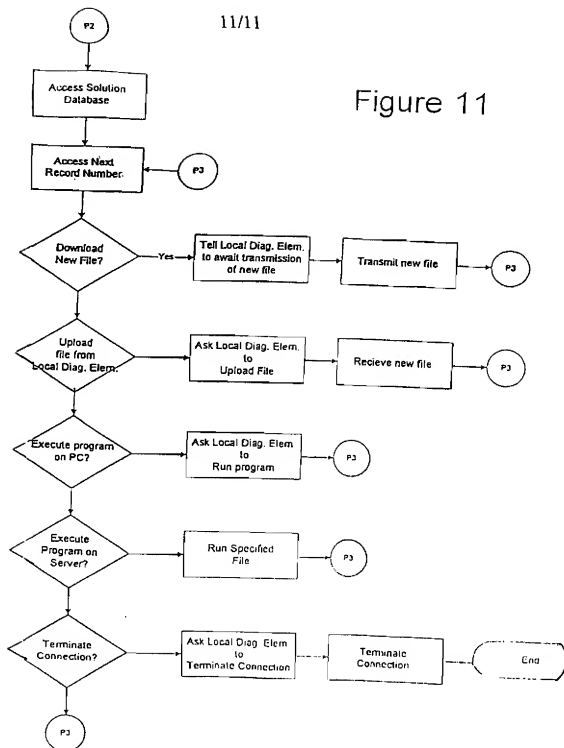 11/11
P2
Figure 11
Access Solution
Database
Access Next
Record Number
P3
Download
New File?
Yes
Tell Local Diag. Elem.
to await transmission
of new file
Transmit new file
P3
Upload
file from
Local Diag. Elem.
Ask Local Diag. Elem.
to
Upload File
Recieve new file
P3
Execute program
on PC?
Ask Local Diag. Elem
to
Run program
P3
Execute
Program on
Server?
Run Specified
File
P3
Terminate
Connection?
Ask Local Diag. Elem
to
Terminate Connection
Terminate
Connection
End
P3